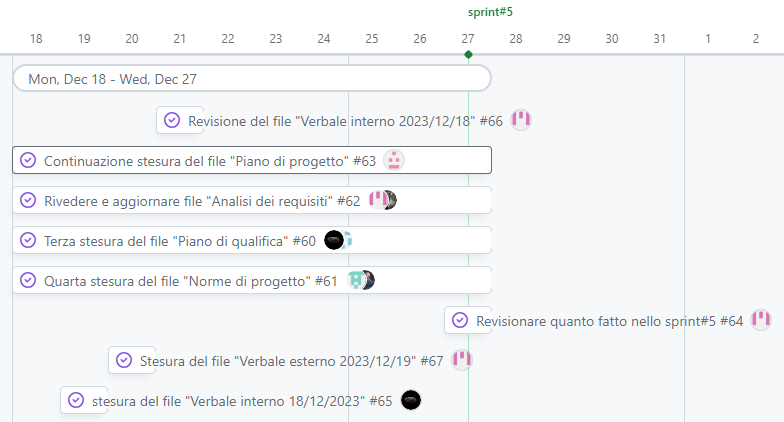 sprint#5
18 19 20 21 22 23 24 25 26 27 28 29 30 31 1 2
Mon, Dec 18 - Wed, Dec 27
Revisione del file "Verbale interno 2023/12/18" #66
Continuazione stesura del file "Piano di progetto" #63
Rivedere e aggiornare file "Analisi dei requisiti" #62
Terza stesura del file "Piano di qualifica" #60
Quarta stesura del file "Norme di progetto" #61
Revisionare quanto fatto nello sprint#5 #64
Stesura del file "Verbale esterno 2023/12/19" #67
stesura del file "Verbale interno 18/12/2023" #65